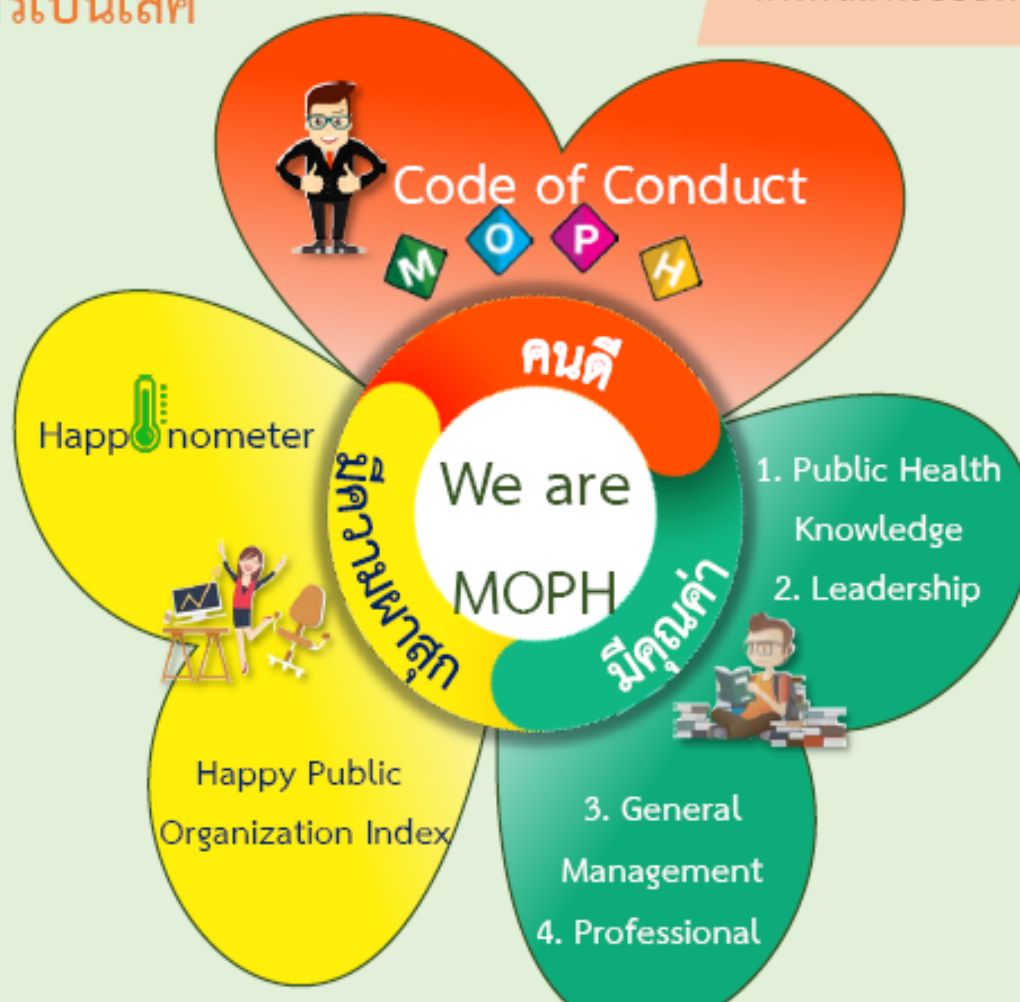 Code of Conduct
M O P H
คนดี
Happ nometer
มีความผาสุก
We are
MOPH
มีคุณค่า
1. Public Health
Knowledge
2. Leadership
Happy Public
Organization Index
3. General
Management
4. Professional